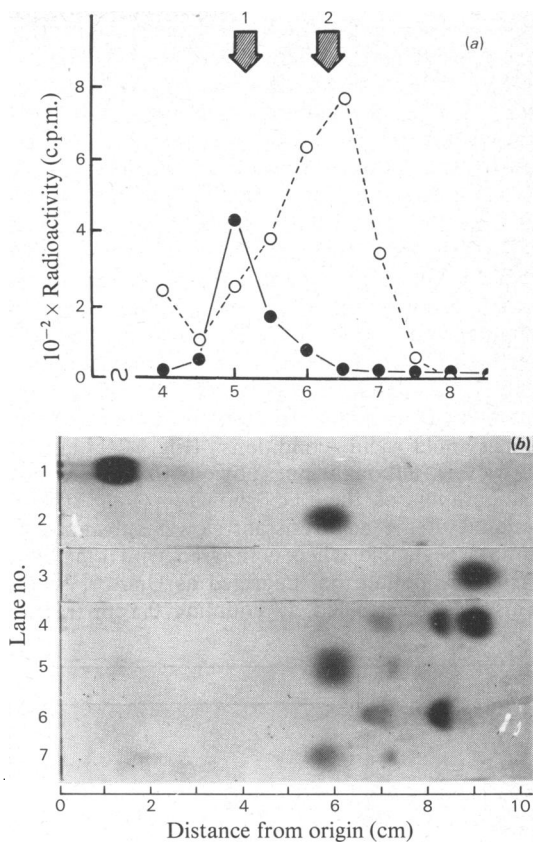 1 2
(a)
10⁻² × Radioactivity (c.p.m.)
8
6
4
2
0
4 5 6 7 8
(b)
Lane no.
1
2
3
4
5
6
7
0 2 4 6 8 10
Distance from origin (cm)